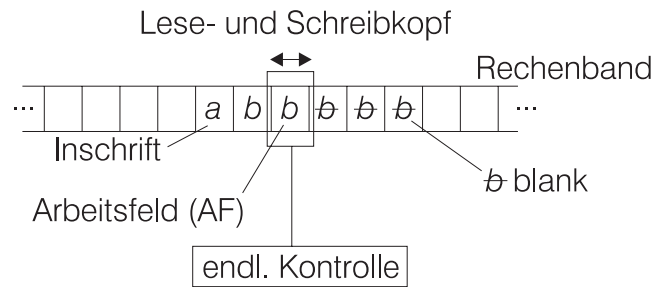 Lese- und Schreibkopf
Rechenband
... a b b b̶ b̶ b̶ ...
Inschrift
b̶ blank
Arbeitsfeld (AF)
endl. Kontrolle